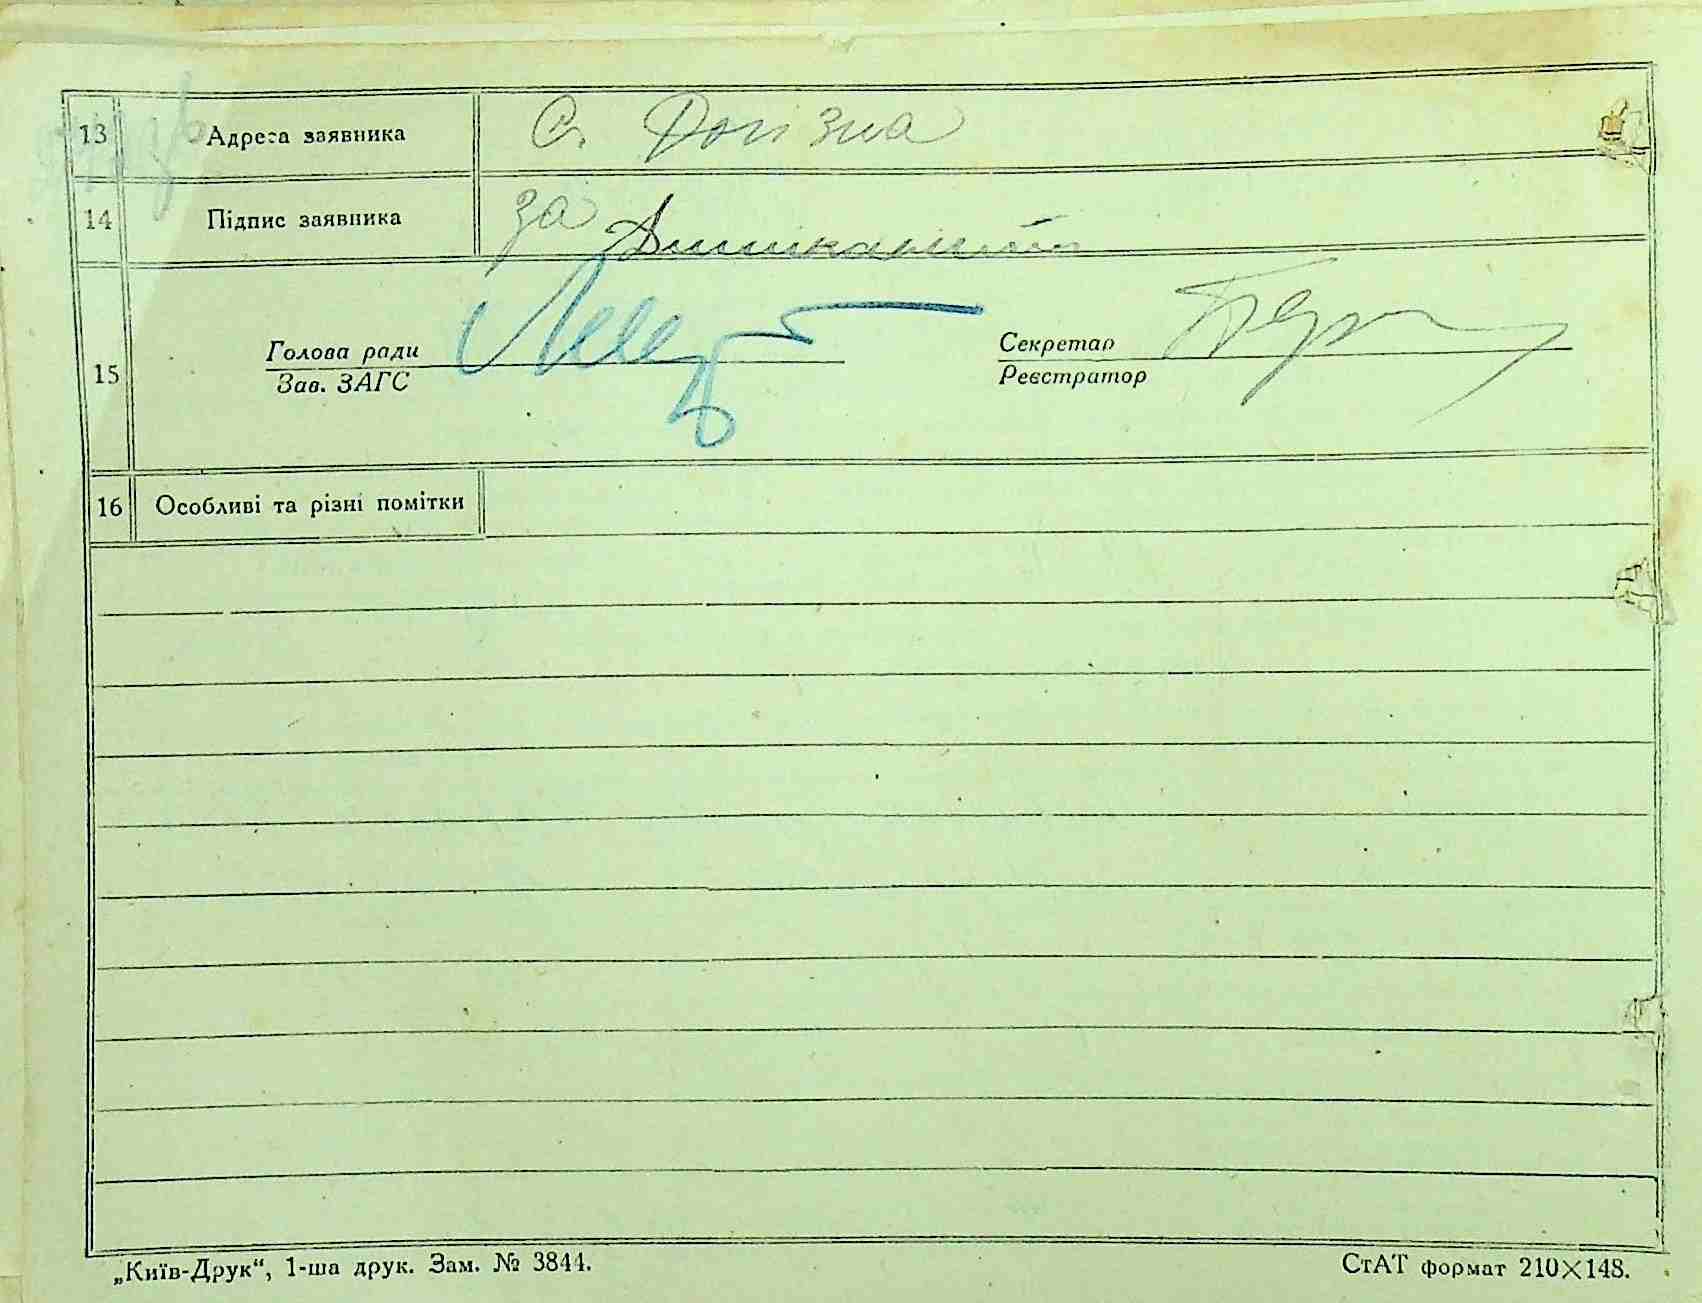 13 Адреса заявника С. Погизна
14 Підпис заявника за
15 Голова ради Секретар
Зав. ЗАГС Реєстратор
16 Особливі та різні помітки
„Київ-Друк“, 1-ша друк. Зам. № 3844. СтАТ формат 210×148.